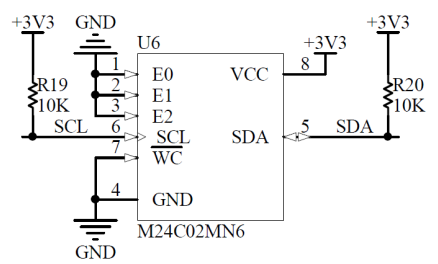 +3V3
GND
U6
+3V3
+3V3
1
E0
VCC
8
R19
10K
2
E1
R20
10K
3
E2
SCL
6
SCL
SDA
5
SDA
7
WC
4
GND
GND
M24C02MN6